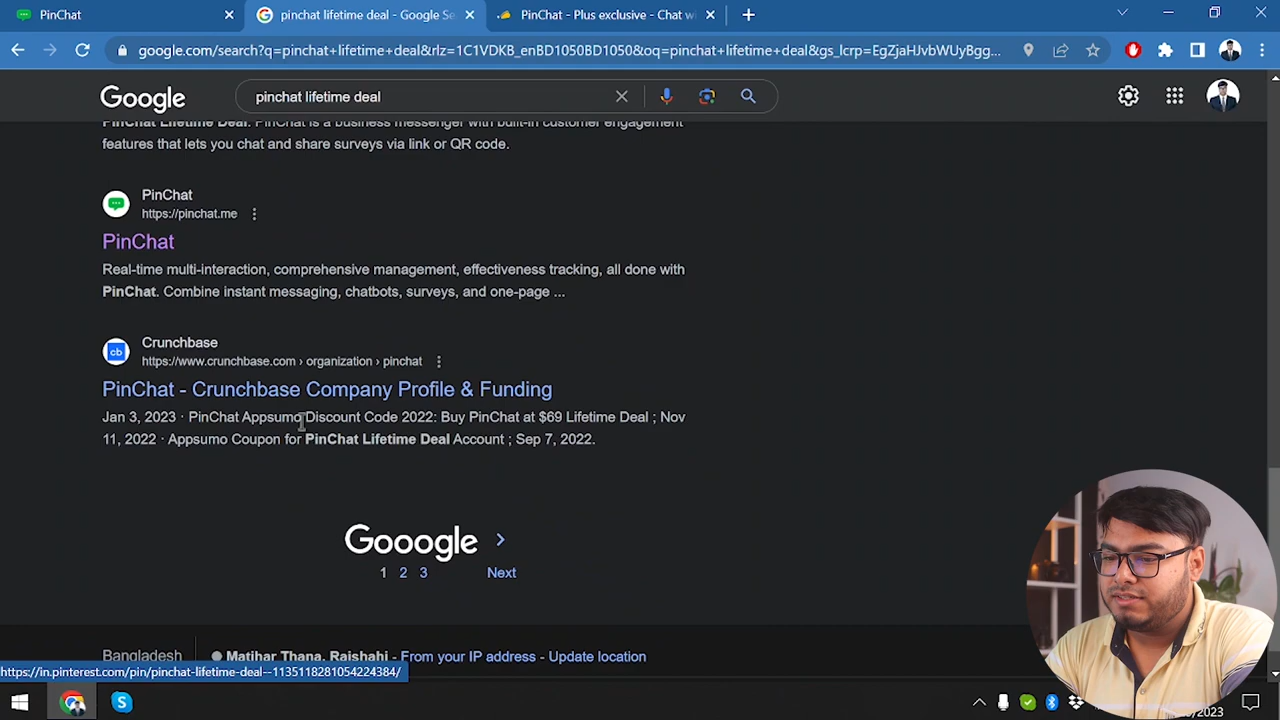 PinChat
pinchat lifetime deal - Google Se
PinChat - Plus exclusive - Chat w
google.com/search?q=pinchat+lifetime+deal&rlz=1C1VDKB_enBD1050BD1050&oq=pinchat+lifetime+deal&gs_lcrp=EgZjaHJvbWUyBgg...
Google
pinchat lifetime deal
PinChat Lifetime Deal. PinChat is a business messenger with built-in customer engagement
features that lets you chat and share surveys via link or QR code.
PinChat
https://pinchat.me
PinChat
Real-time multi-interaction, comprehensive management, effectiveness tracking, all done with
PinChat. Combine instant messaging, chatbots, surveys, and one-page ...
Crunchbase
cb
https://www.crunchbase.com › organization › pinchat
PinChat - Crunchbase Company Profile & Funding
Jan 3, 2023 · PinChat Appsumo Discount Code 2022: Buy PinChat at $69 Lifetime Deal ; Nov
11, 2022 · Appsumo Coupon for PinChat Lifetime Deal Account ; Sep 7, 2022.
Gooogle
1 2 3 Next
Bangladesh
Matihar Thana, Rajshahi - From your IP address - Update location
https://in.pinterest.com/pin/pinchat-lifetime-deal--1135118281054224384/
/2023